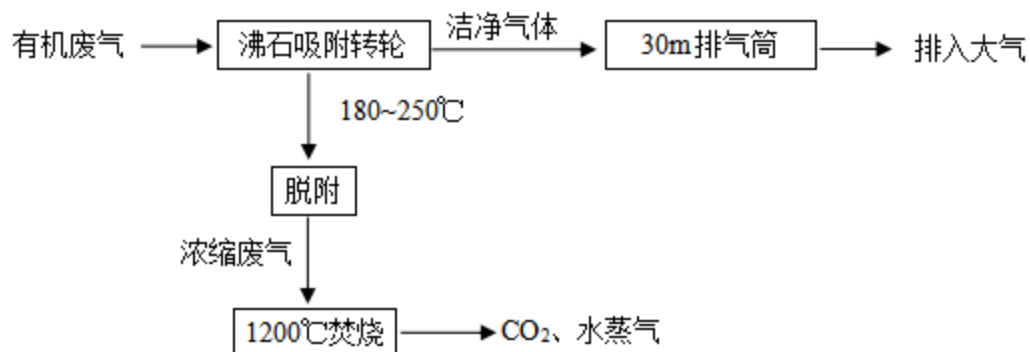 有机废气
沸石吸附转轮
洁净气体
30m排气筒
排入大气
180~250℃
脱附
浓缩废气
1200℃焚烧
CO₂、水蒸气